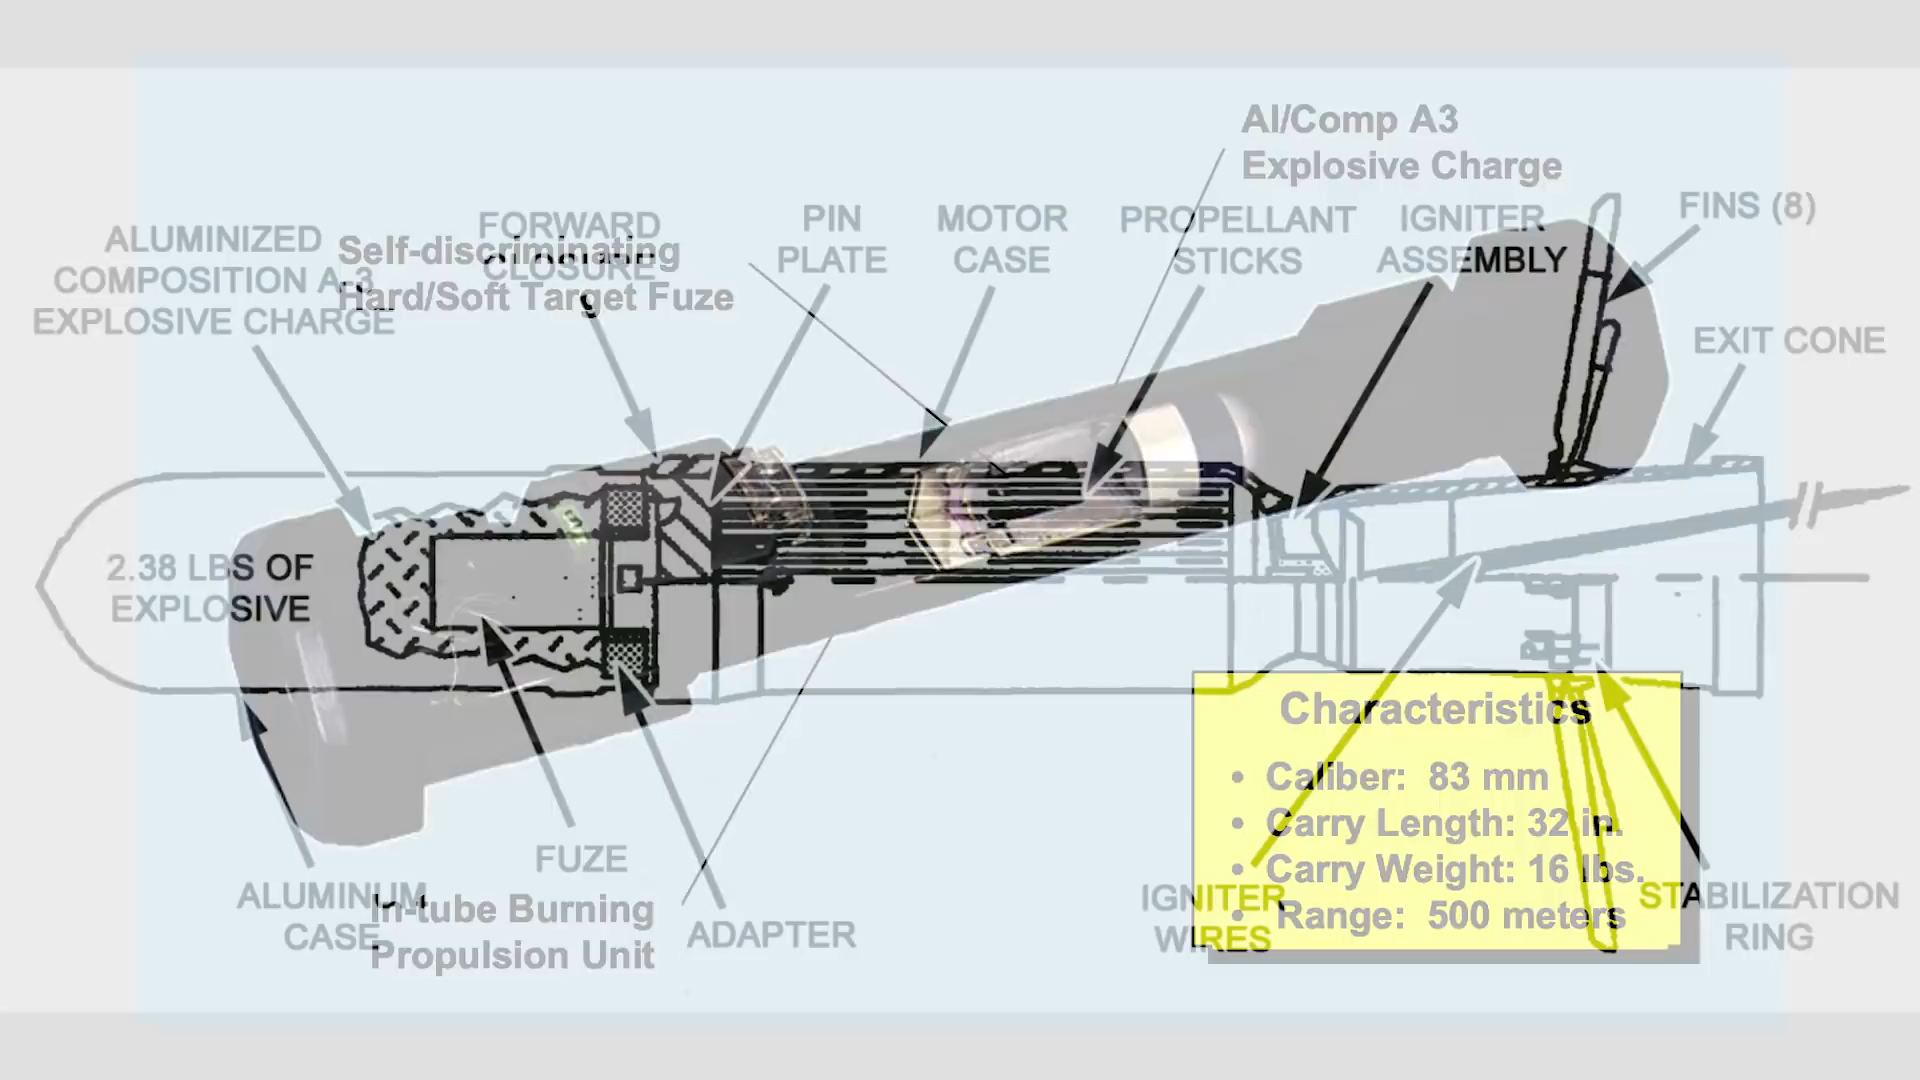 Al/Comp A3
Explosive Charge
Self-discriminating
Hard/Soft Target Fuze
ALUMINIZED
COMPOSITION A-3
EXPLOSIVE CHARGE
FORWARD
CLOSURE
PIN
PLATE
MOTOR
CASE
PROPELLANT
STICKS
IGNITER
ASSEMBLY
FINS (8)
EXIT CONE
2.38 LBS OF
EXPLOSIVE
FUZE
ALUMINUM
CASE
In-tube Burning
Propulsion Unit
ADAPTER
IGNITER
WIRES
Characteristics
• Caliber: 83 mm
• Carry Length: 32 in.
• Carry Weight: 16 lbs.
• Range: 500 meters
STABILIZATION
RING